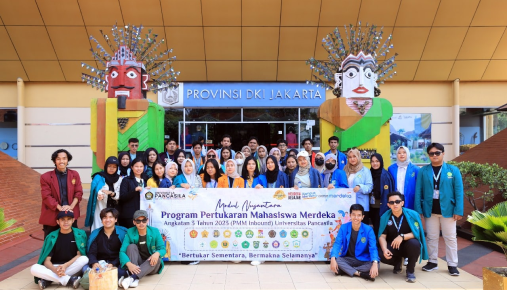 PROVINSI DKI JAKARTA
PANCASILA
Modul Nusantara
Program Pertukaran Mahasiswa Merdeka
Angkatan 5 Tahun 2025 (PMM Inbound) Universitas Pancasila
"Bertukar Sementara, Bermakna Selamanya"